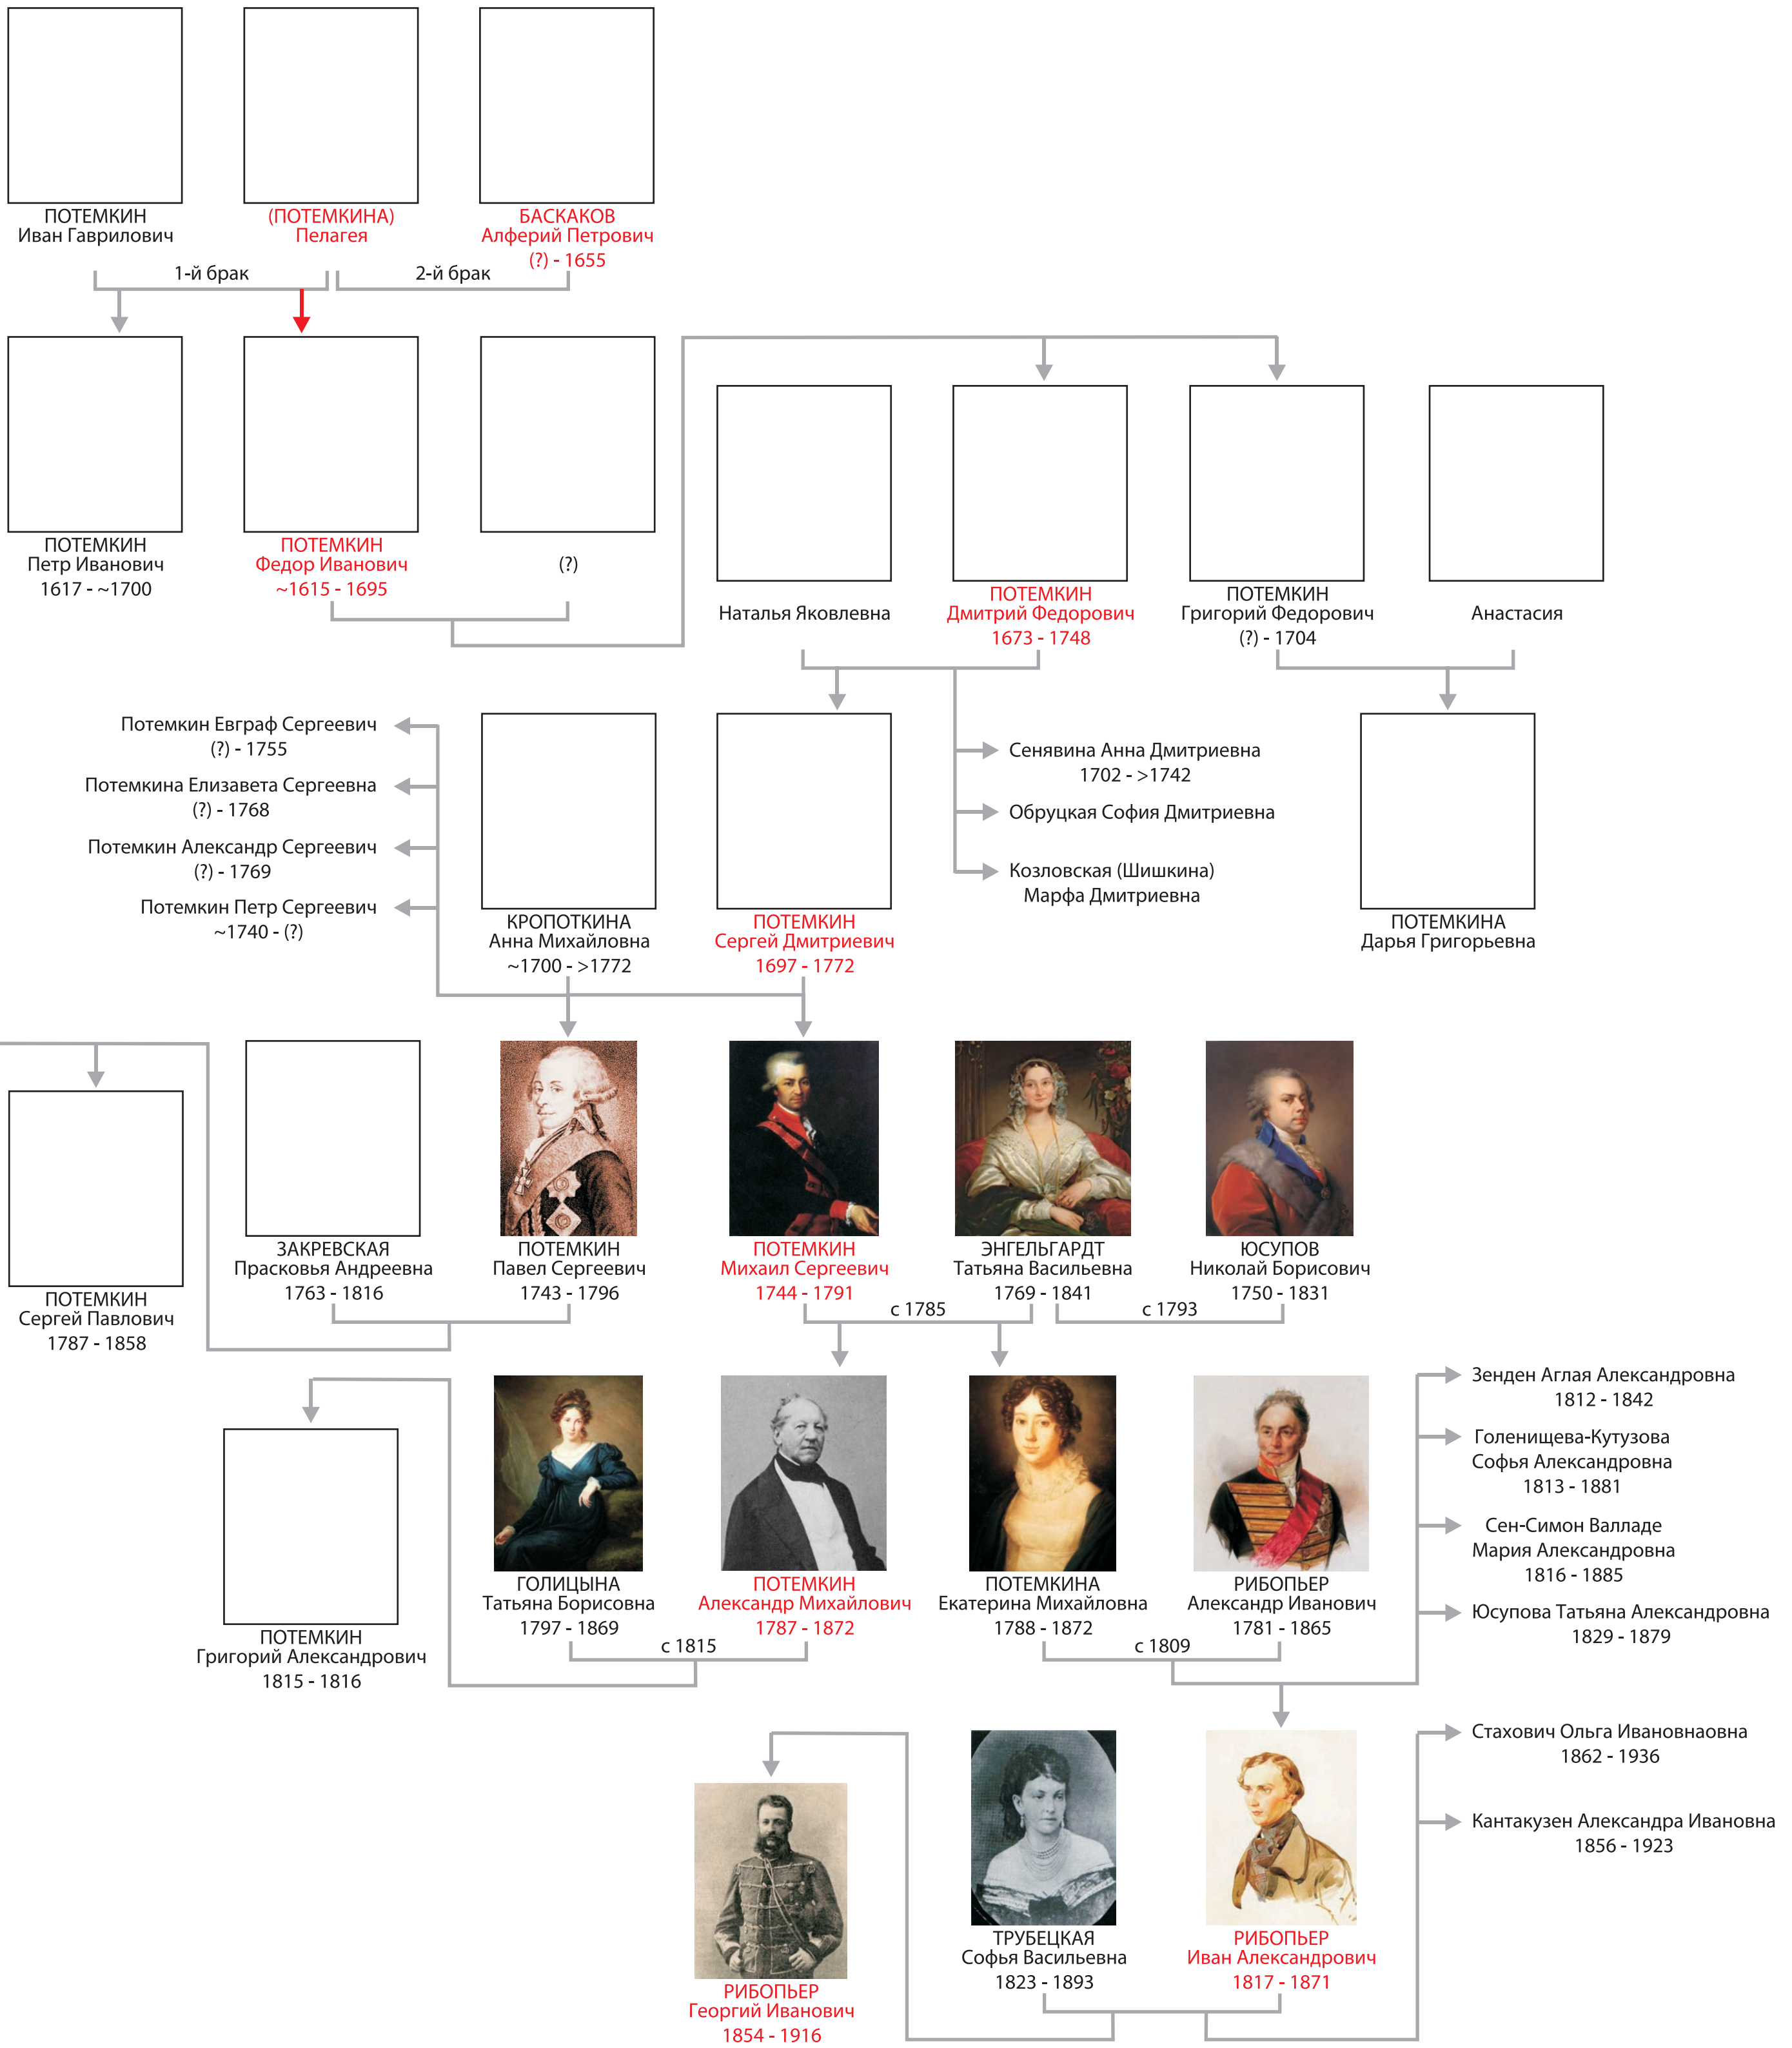 ПОТЕМКИН
Иван Гаврилович
(ПОТЕМКИНА)
Пелагея
БАСКАКОВ
Алферий Петрович
(?) - 1655
1-й брак
2-й брак
ПОТЕМКИН
Петр Иванович
1617 - ~1700
ПОТЕМКИН
Федор Иванович
~1615 - 1695
(?)
Наталья Яковлевна
ПОТЕМКИН
Дмитрий Федорович
1673 - 1748
ПОТЕМКИН
Григорий Федорович
(?) - 1704
Анастасия
Потемкин Евграф Сергеевич
(?) - 1755
Потемкина Елизавета Сергеевна
(?) - 1768
Потемкин Александр Сергеевич
(?) - 1769
Потемкин Петр Сергеевич
~1740 - (?)
КРОПОТКИНА
Анна Михайловна
~1700 - >1772
ПОТЕМКИН
Сергей Дмитриевич
1697 - 1772
Сенявина Анна Дмитриевна
1702 - >1742
Обруцкая София Дмитриевна
Козловская (Шишкина)
Марфа Дмитриевна
ПОТЕМКИНА
Дарья Григорьевна
ПОТЕМКИН
Сергей Павлович
1787 - 1858
ЗАКРЕВСКАЯ
Прасковья Андреевна
1763 - 1816
ПОТЕМКИН
Павел Сергеевич
1743 - 1796
ПОТЕМКИН
Михаил Сергеевич
1744 - 1791
ЭНГЕЛЬГАРДТ
Татьяна Васильевна
1769 - 1841
ЮСУПОВ
Николай Борисович
1750 - 1831
с 1785
с 1793
ПОТЕМКИН
Григорий Александрович
1815 - 1816
ГОЛИЦЫНА
Татьяна Борисовна
1797 - 1869
ПОТЕМКИН
Александр Михайлович
1787 - 1872
ПОТЕМКИНА
Екатерина Михайловна
1788 - 1872
РИБОПЬЕР
Александр Иванович
1781 - 1865
с 1815
с 1809
Зенден Аглая Александровна
1812 - 1842
Голенищева-Кутузова
Софья Александровна
1813 - 1881
Сен-Симон Валладе
Мария Александровна
1816 - 1885
Юсупова Татьяна Александровна
1829 - 1879
РИБОПЬЕР
Георгий Иванович
1854 - 1916
ТРУБЕЦКАЯ
Софья Васильевна
1823 - 1893
РИБОПЬЕР
Иван Александрович
1817 - 1871
Стахович Ольга Ивановнаовна
1862 - 1936
Кантакузен Александра Ивановна
1856 - 1923